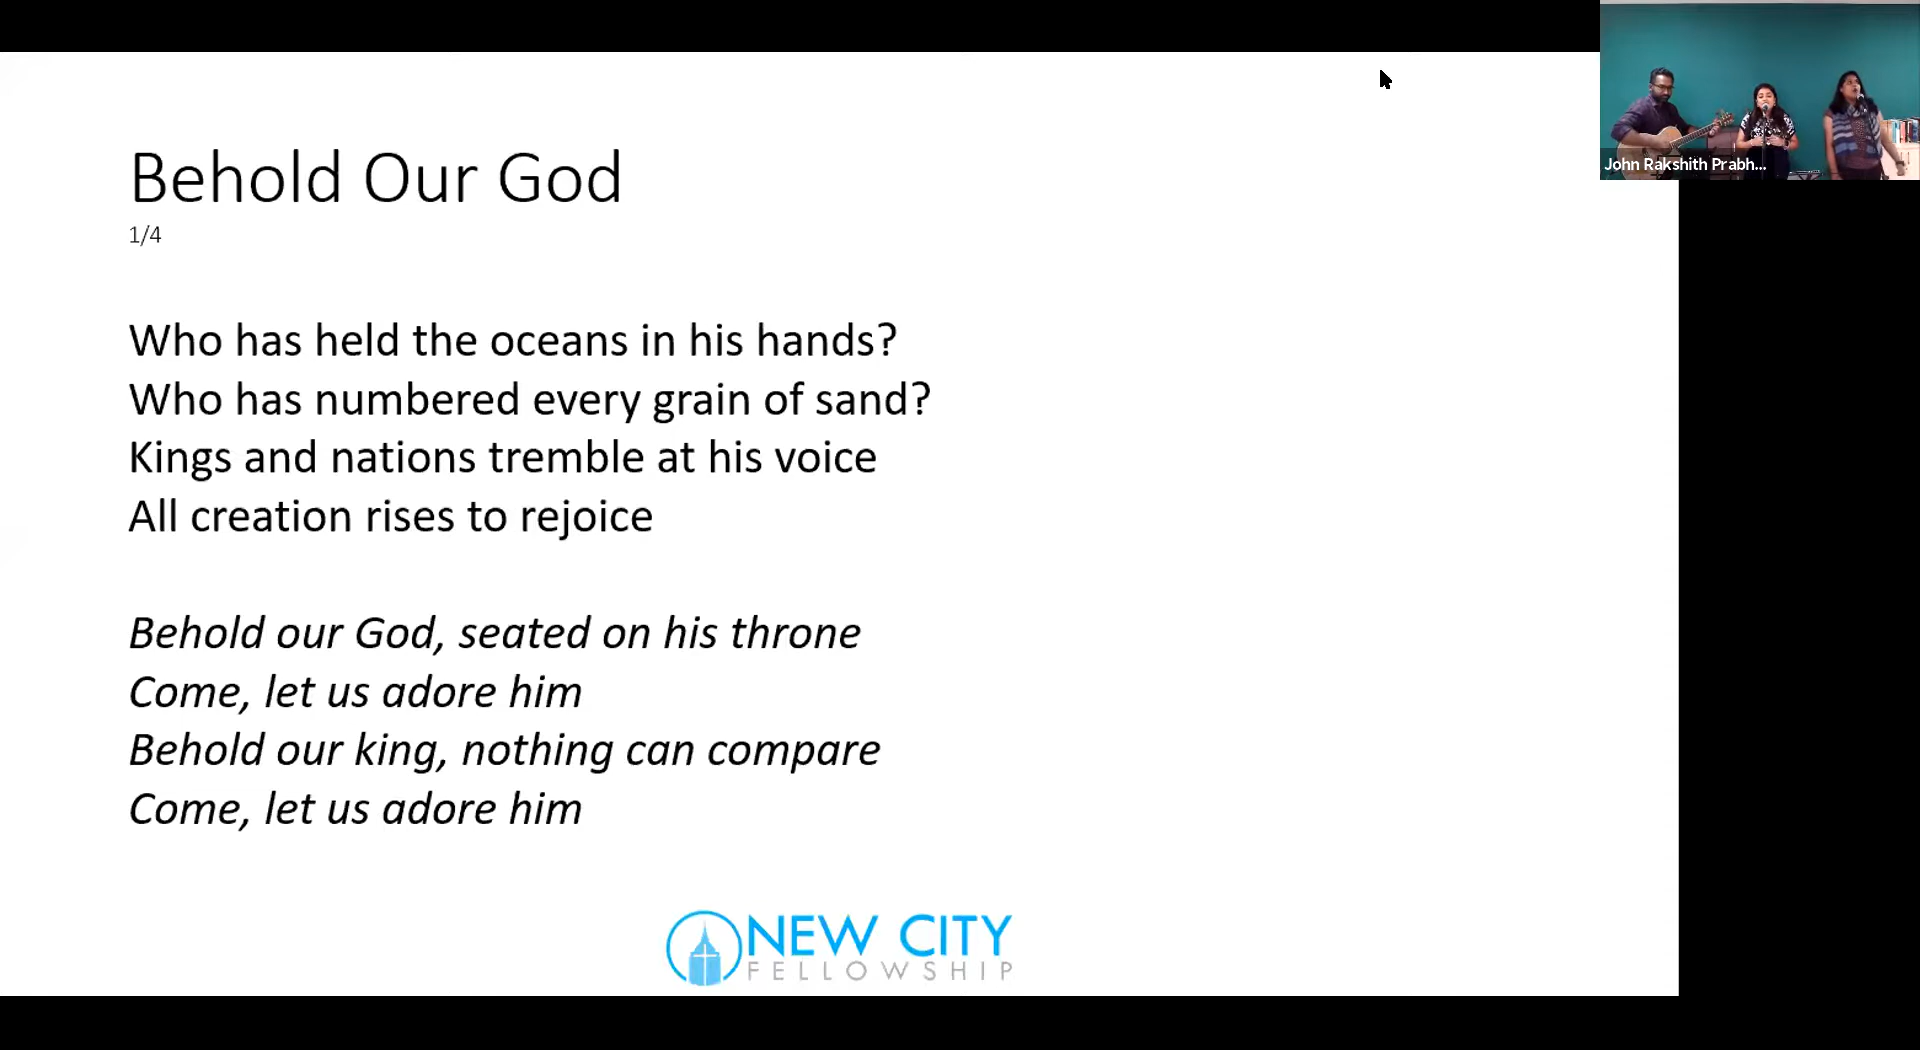 Behold Our God
1/4
Who has held the oceans in his hands?
Who has numbered every grain of sand?
Kings and nations tremble at his voice
All creation rises to rejoice
Behold our God, seated on his throne
Come, let us adore him
Behold our king, nothing can compare
Come, let us adore him
NEW CITY
FELLOWSHIP
John Rakshith Prabh...